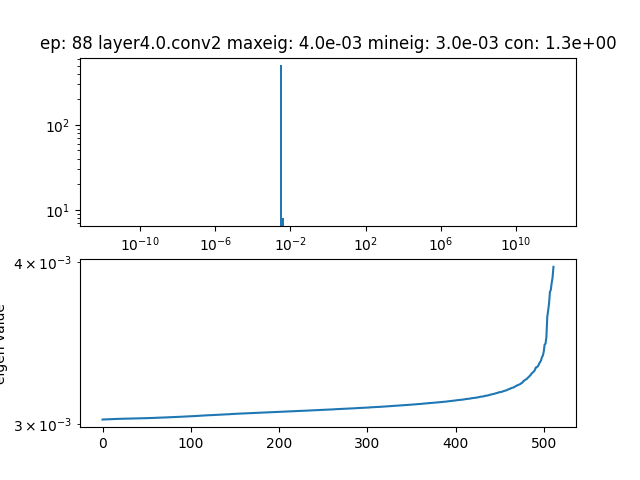 ep: 88 layer4.0.conv2 maxeig: 4.0e-03 mineig: 3.0e-03 con: 1.3e+00
10²
10¹
10⁻¹⁰ 10⁻⁶ 10⁻² 10² 10⁶ 10¹⁰
4 × 10⁻³
eigen value
3 × 10⁻³
0 100 200 300 400 500